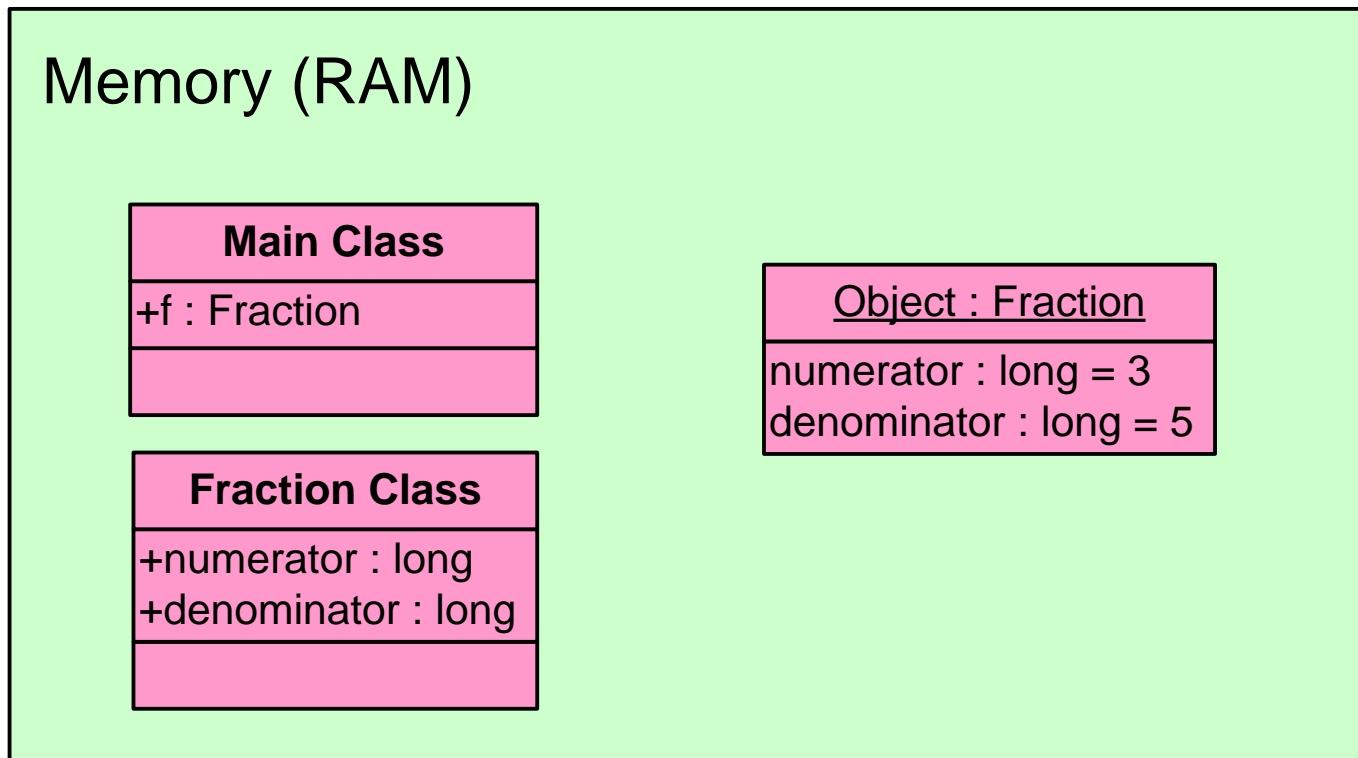 Memory (RAM)
Main Class
+f : Fraction
Fraction Class
+numerator : long
+denominator : long
Object : Fraction
numerator : long = 3
denominator : long = 5